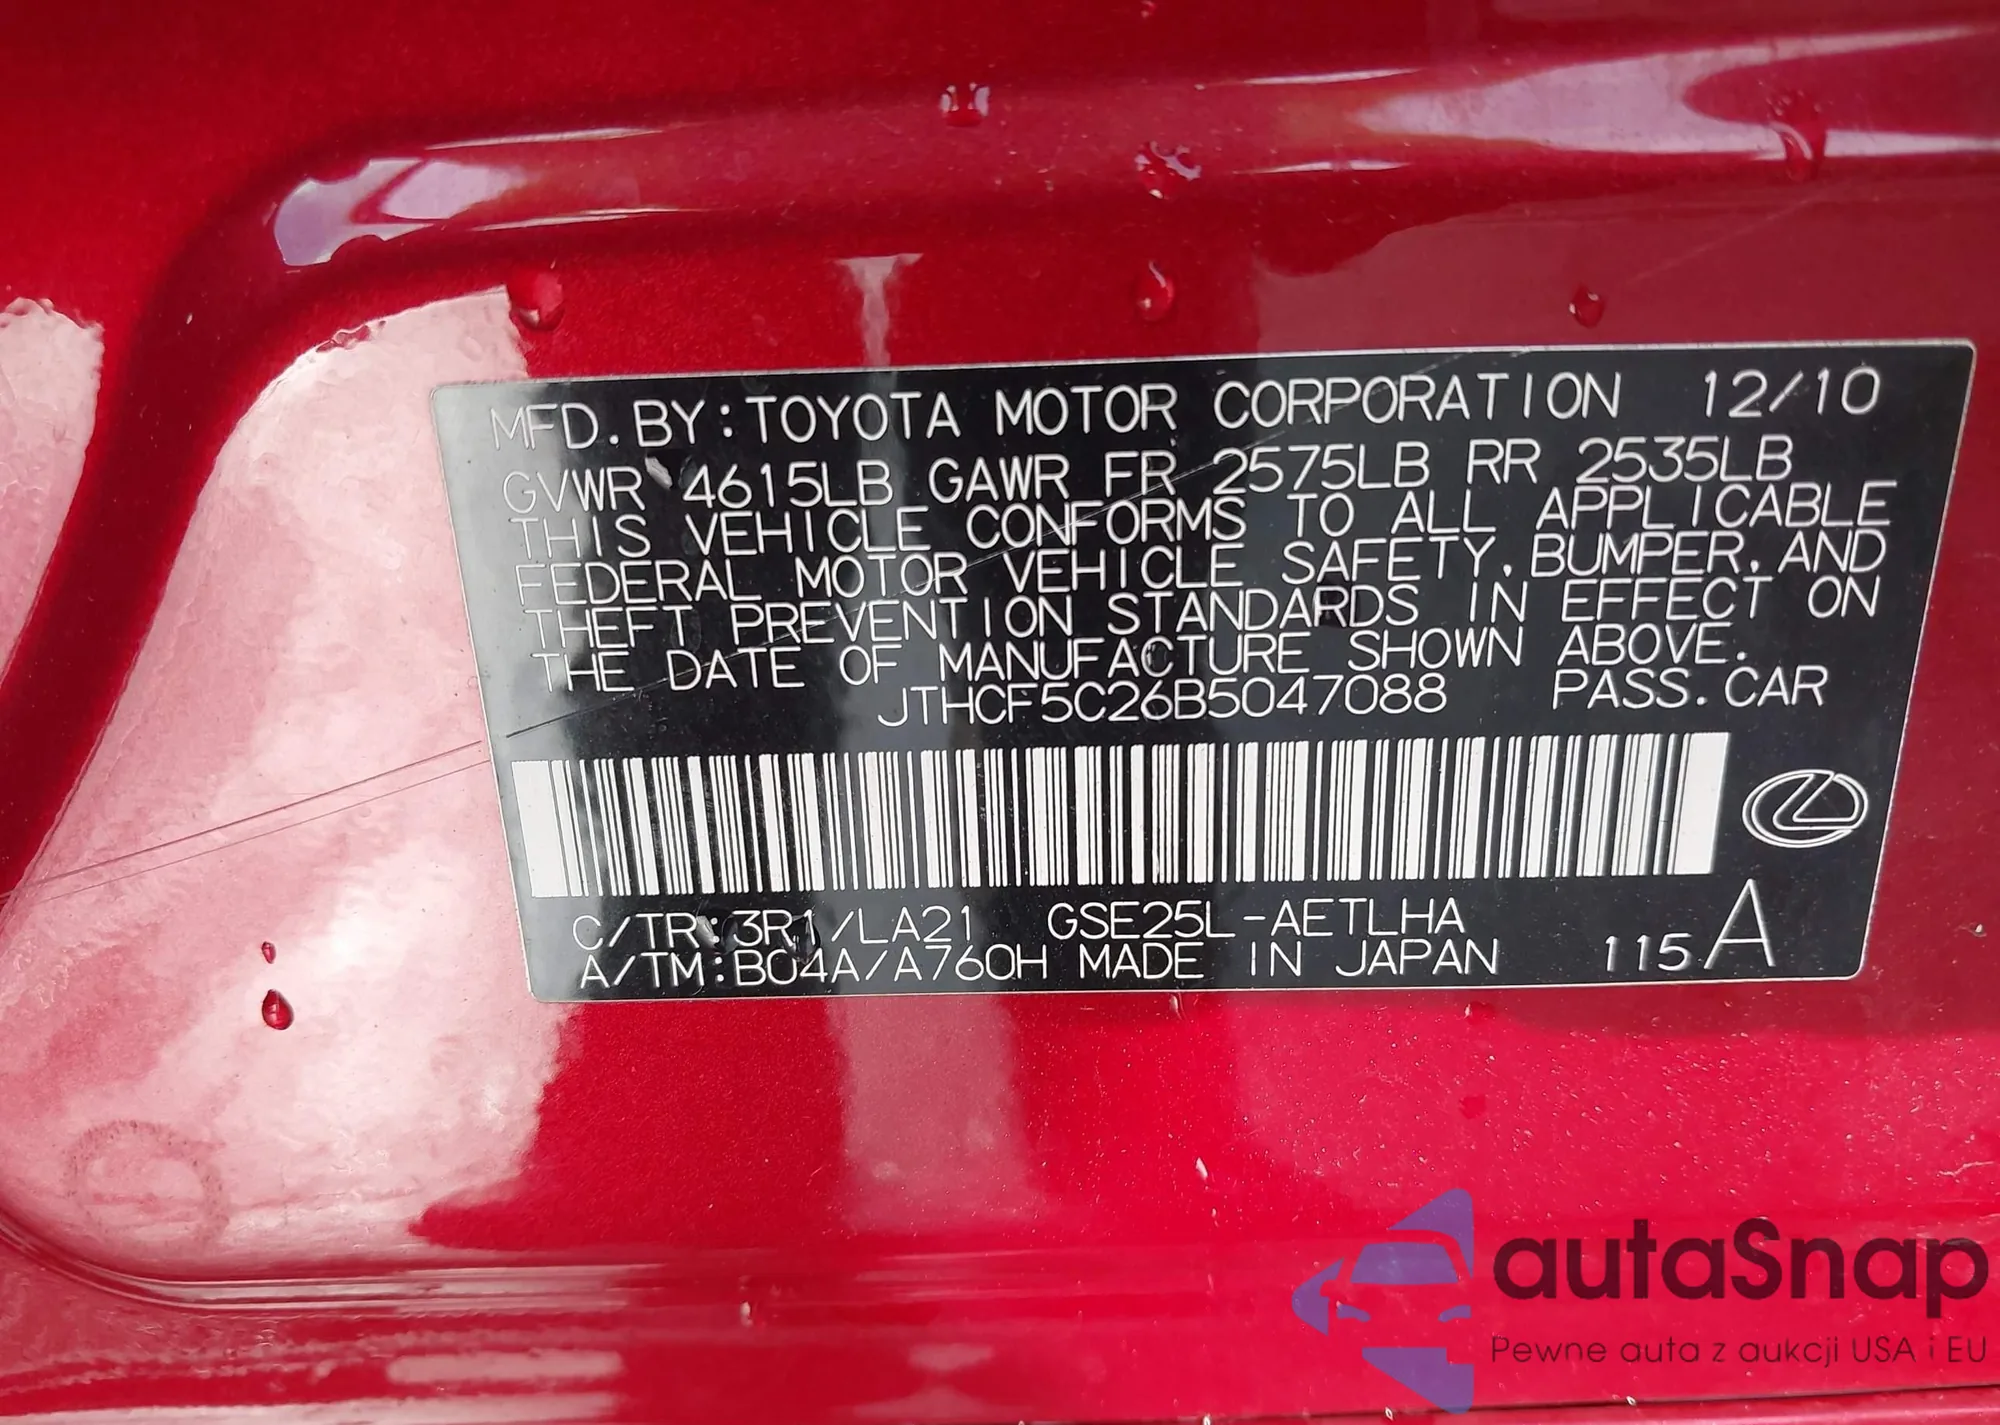 MFD. BY: TOYOTA MOTOR CORPORATION 12/10
GVWR 4615LB GAWR FR 2575LB RR 2535LB
THIS VEHICLE CONFORMS TO ALL APPLICABLE
FEDERAL MOTOR VEHICLE SAFETY, BUMPER, AND
THEFT PREVENTION STANDARDS IN EFFECT ON
THE DATE OF MANUFACTURE SHOWN ABOVE.
JTHCF5C26B5047088 PASS. CAR
C/TR: 3R1/LA21 GSE25L-AETLHA
A/TM: B04A/A760H MADE IN JAPAN 115 A
autaSnap
Pewne auta z aukcji USA i EU